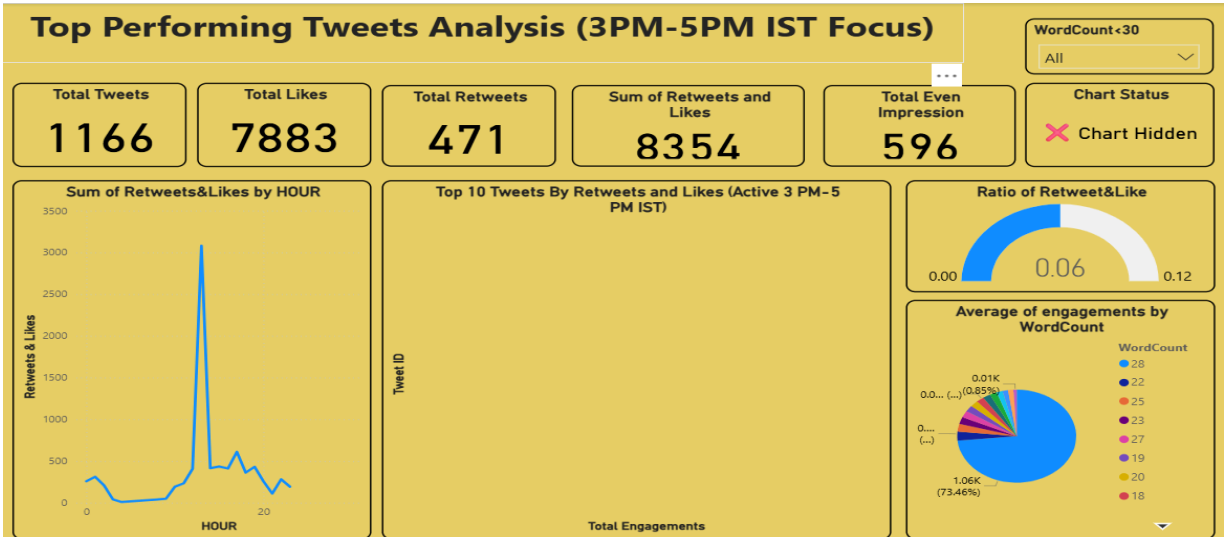 Top Performing Tweets Analysis (3PM-5PM IST Focus)
WordCount<30
All
...
Total Tweets
1166
Total Likes
7883
Total Retweets
471
Sum of Retweets and
Likes
8354
Total Even
Impression
596
Chart Status
❌ Chart Hidden
Sum of Retweets&Likes by HOUR
Retweets & Likes
3500
3000
2500
2000
1500
1000
500
0
0
20
HOUR
Top 10 Tweets By Retweets and Likes (Active 3 PM-5
PM IST)
Tweet ID
Total Engagements
Ratio of Retweet&Like
0.00
0.06
0.12
Average of engagements by
WordCount
0.01K
(0.85%)
0.0... (...)
0....
(...)
1.06K
(73.46%)
WordCount
28
22
25
23
27
19
20
18